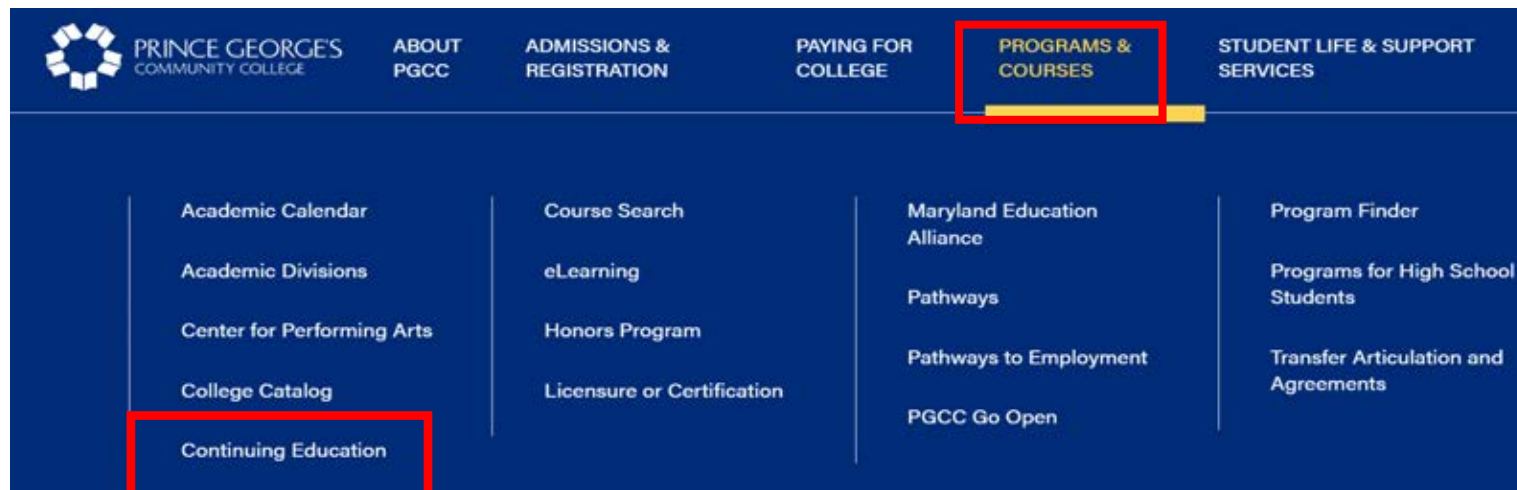 PRINCE GEORGE'S
COMMUNITY COLLEGE
ABOUT
PGCC
ADMISSIONS &
REGISTRATION
PAYING FOR
COLLEGE
PROGRAMS &
COURSES
STUDENT LIFE & SUPPORT
SERVICES
Academic Calendar
Academic Divisions
Center for Performing Arts
College Catalog
Continuing Education
Course Search
eLearning
Honors Program
Licensure or Certification
Maryland Education
Alliance
Pathways
Pathways to Employment
PGCC Go Open
Program Finder
Programs for High School
Students
Transfer Articulation and
Agreements